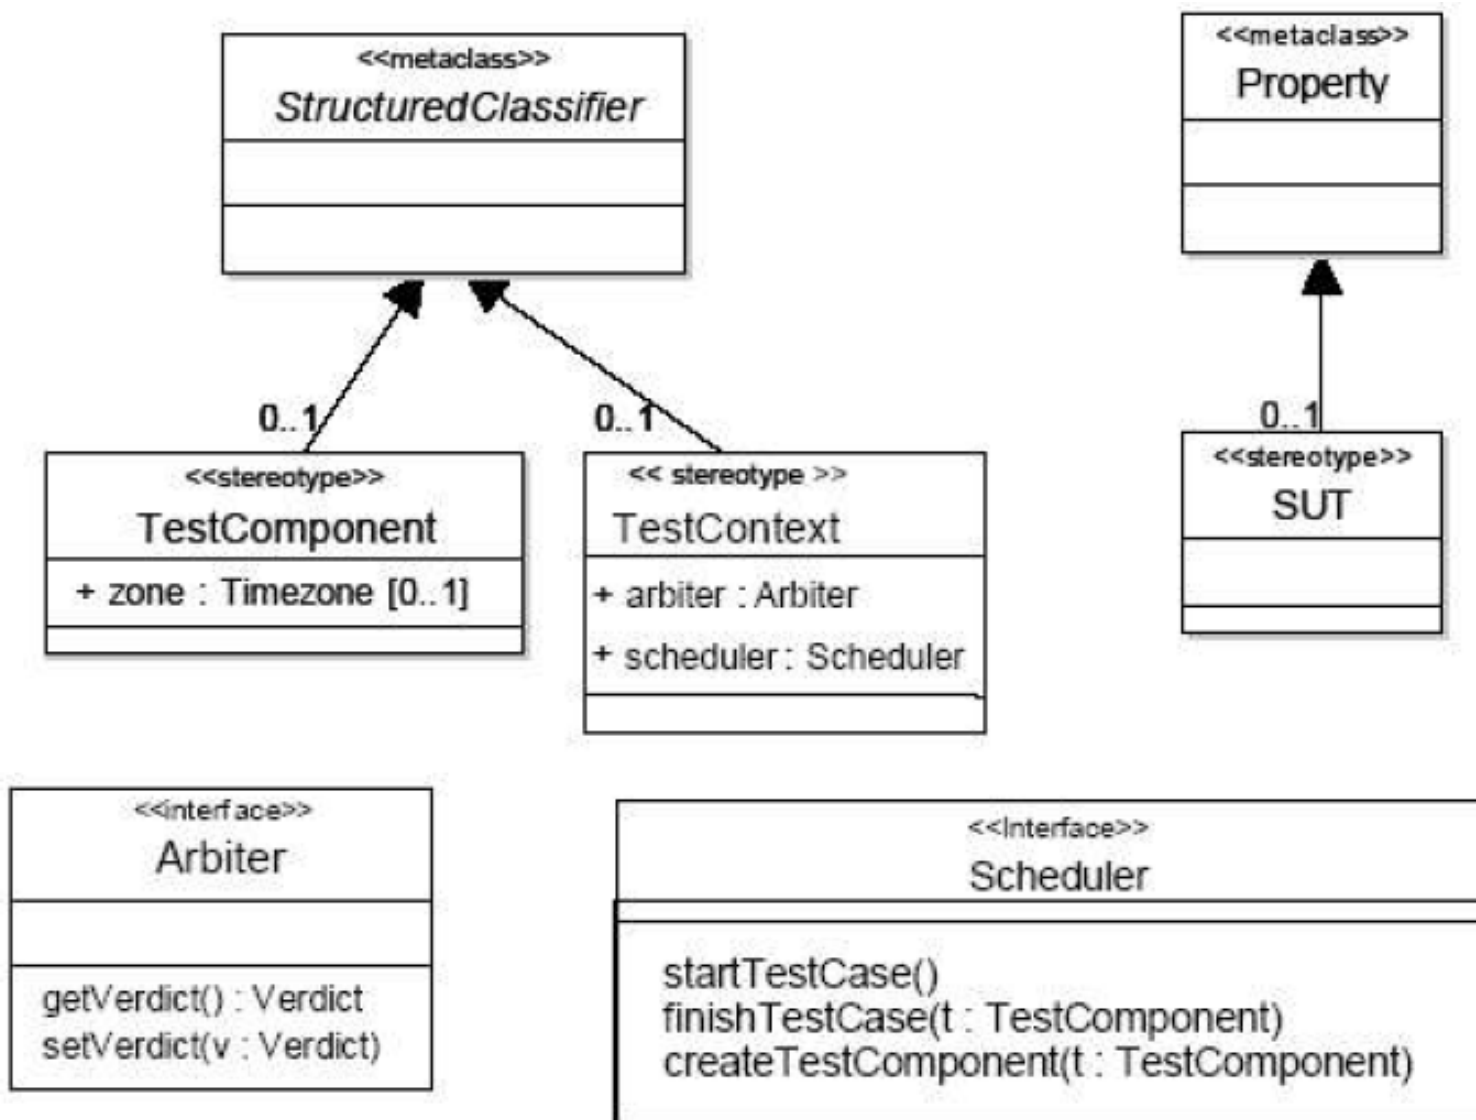 <<metaclass>>
StructuredClassifier
<<metaclass>>
Property
0..1
0..1
0..1
<<stereotype>>
TestComponent
+ zone : Timezone [0..1]
<< stereotype >>
TestContext
+ arbiter : Arbiter
+ scheduler : Scheduler
<<stereotype>>
SUT
<<interface>>
Arbiter
getVerdict() : Verdict
setVerdict(v : Verdict)
<<Interface>>
Scheduler
startTestCase()
finishTestCase(t : TestComponent)
createTestComponent(t : TestComponent)